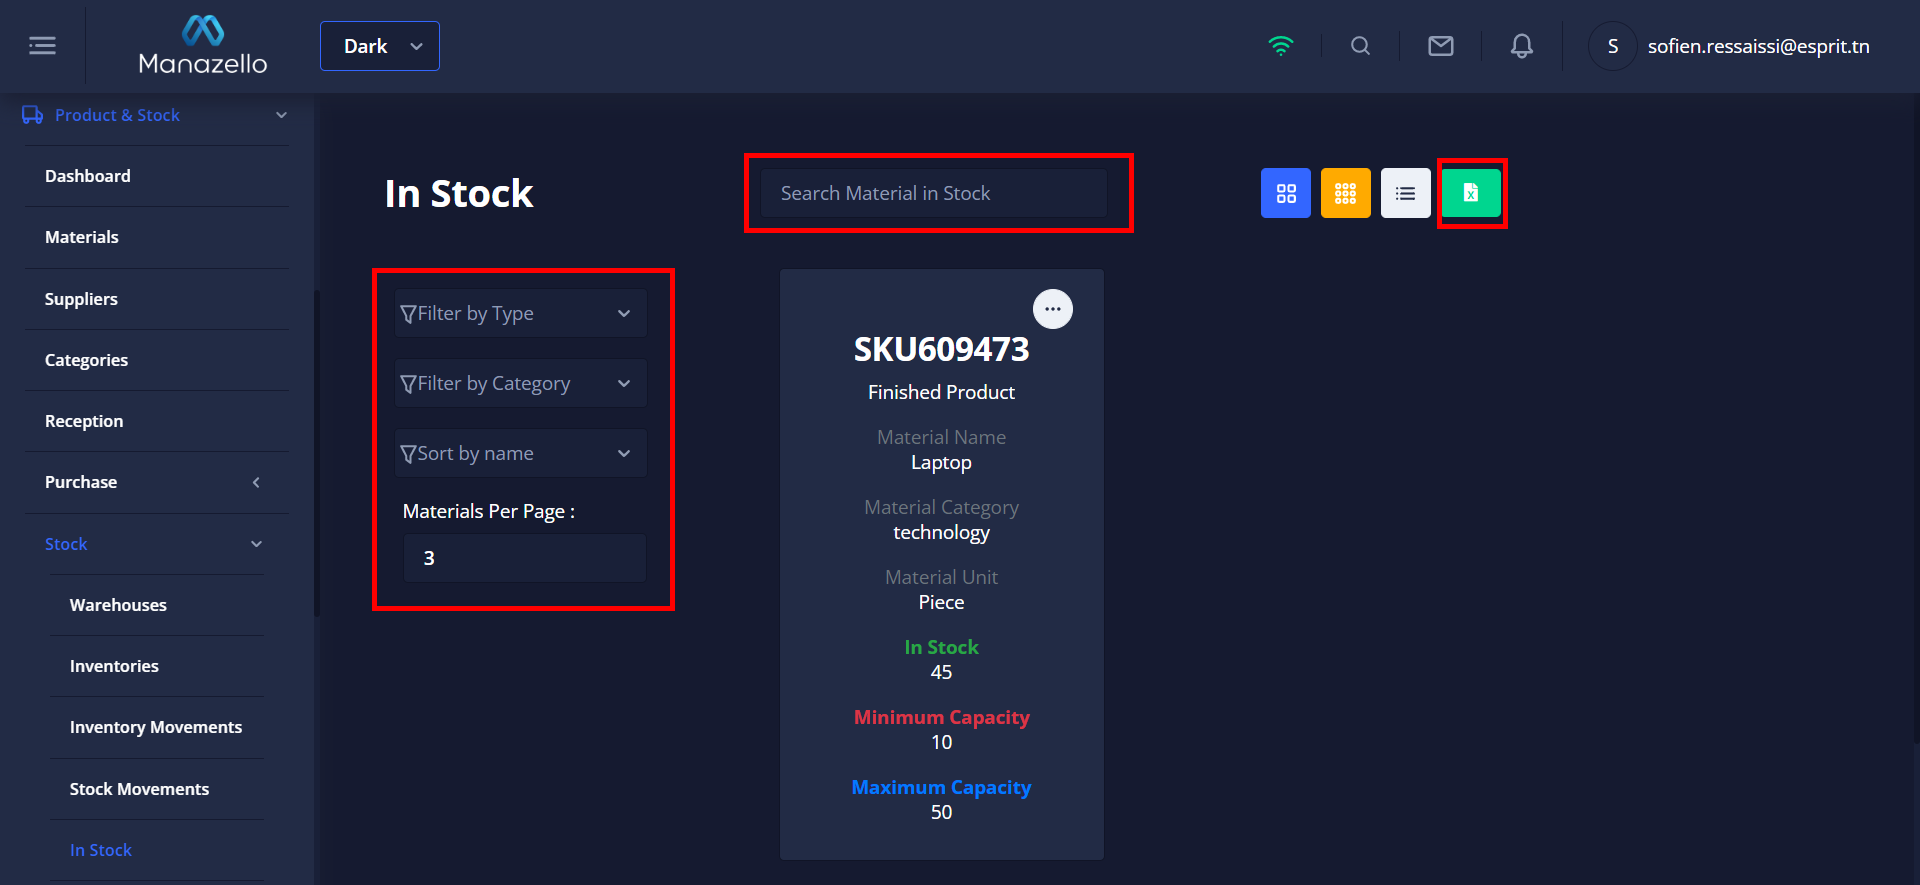 Manazello
Dark
S
sofien.ressaissi@esprit.tn
Product & Stock
Dashboard
Materials
Suppliers
Categories
Reception
Purchase
Stock
Warehouses
Inventories
Inventory Movements
Stock Movements
In Stock
In Stock
Search Material in Stock
X
Filter by Type
Filter by Category
Sort by name
Materials Per Page :
3
SKU609473
Finished Product
Material Name
Laptop
Material Category
technology
Material Unit
Piece
In Stock
45
Minimum Capacity
10
Maximum Capacity
50